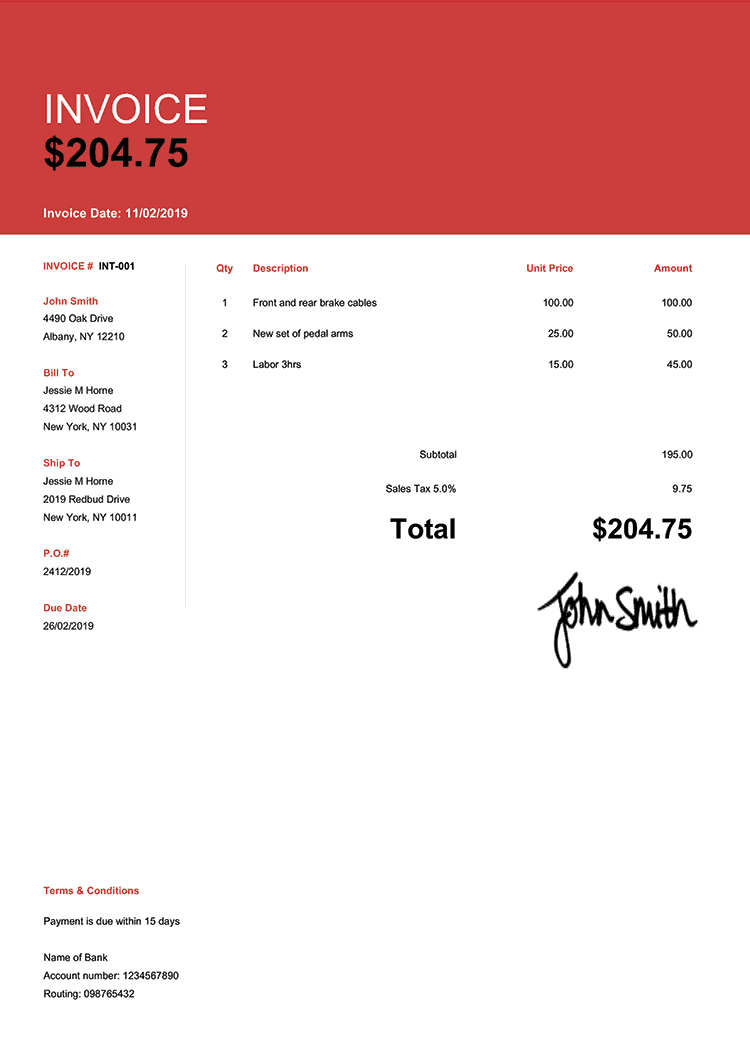 INVOICE
$204.75
Invoice Date: 11/02/2019
INVOICE # INT-001
John Smith
4490 Oak Drive
Albany, NY 12210
Bill To
Jessie M Horne
4312 Wood Road
New York, NY 10031
Ship To
Jessie M Horne
2019 Redbud Drive
New York, NY 10011
P.O.#
2412/2019
Due Date
26/02/2019
Qty Description Unit Price Amount
1 Front and rear brake cables 100.00 100.00
2 New set of pedal arms 25.00 50.00
3 Labor 3hrs 15.00 45.00
Subtotal 195.00
Sales Tax 5.0% 9.75
Total $204.75
John Smith
Terms & Conditions
Payment is due within 15 days
Name of Bank
Account number: 1234567890
Routing: 098765432